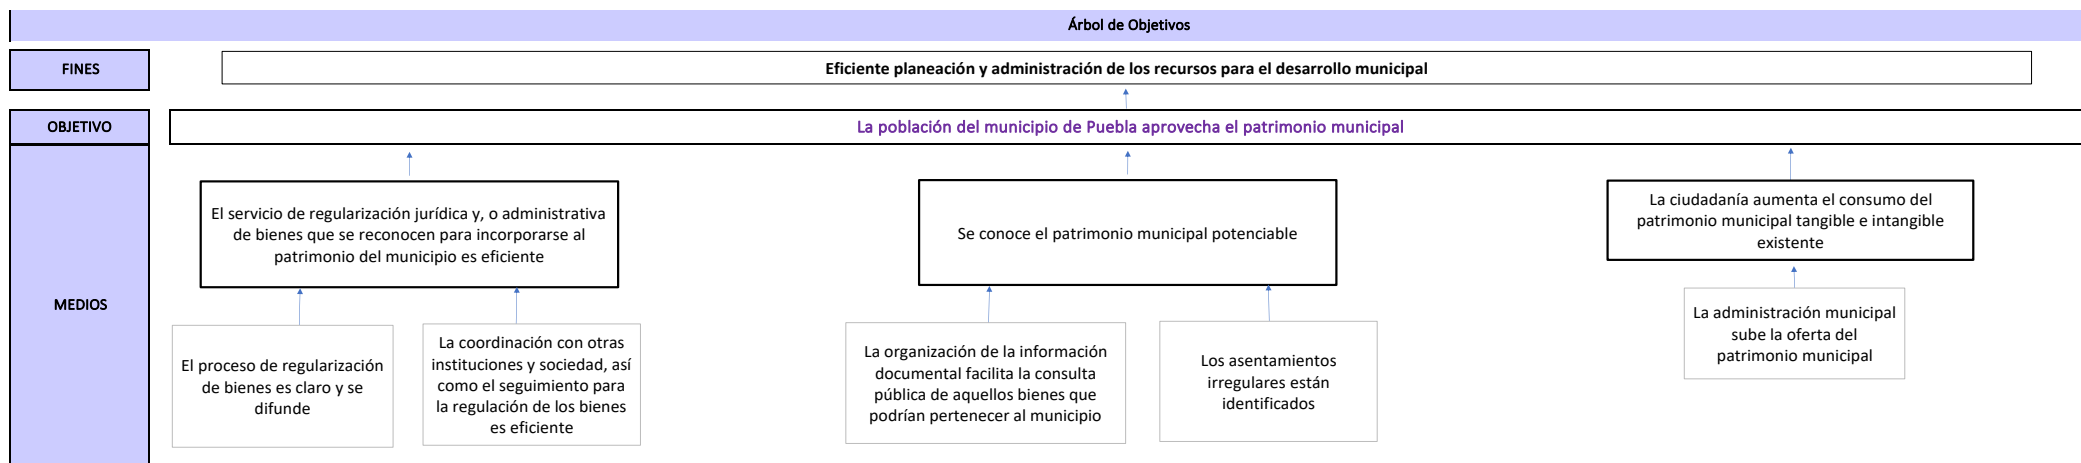 Árbol de Objetivos
FINES
Eficiente planeación y administración de los recursos para el desarrollo municipal
OBJETIVO
La población del municipio de Puebla aprovecha el patrimonio municipal
MEDIOS
El servicio de regularización jurídica y, o administrativa
de bienes que se reconocen para incorporarse al
patrimonio del municipio es eficiente
Se conoce el patrimonio municipal potenciable
La ciudadanía aumenta el consumo del
patrimonio municipal tangible e intangible
existente
El proceso de regularización
de bienes es claro y se
difunde
La coordinación con otras
instituciones y sociedad, así
como el seguimiento para
la regulación de los bienes
es eficiente
La organización de la información
documental facilita la consulta
pública de aquellos bienes que
podrían pertenecer al municipio
Los asentamientos
irregulares están
identificados
La administración municipal
sube la oferta del
patrimonio municipal